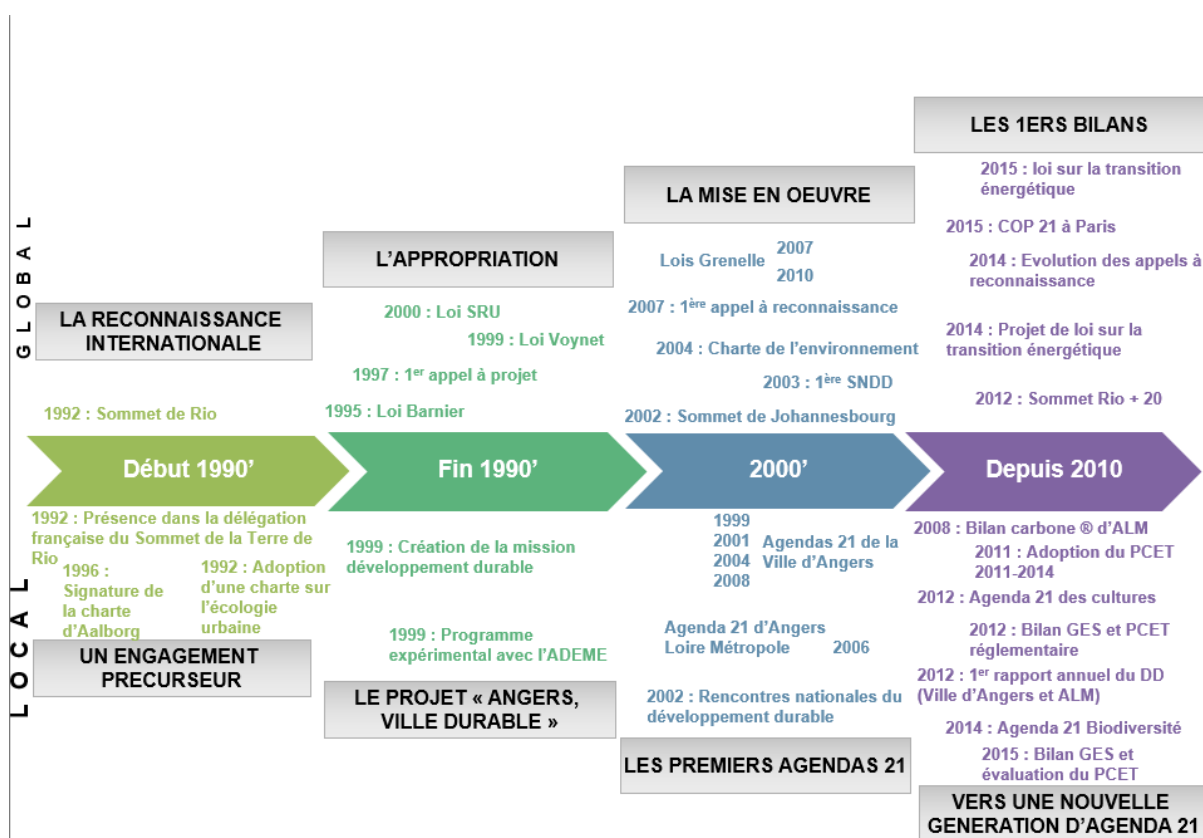 GLOBAL
LOCAL
LA RECONNAISSANCE
INTERNATIONALE
1992 : Sommet de Rio
Début 1990’
1992 : Présence dans la délégation
française du Sommet de la Terre de
Rio
1996 :
Signature de
la charte
d’Aalborg
1992 : Adoption
d’une charte sur
l’écologie
urbaine
UN ENGAGEMENT
PRECURSEUR
L’APPROPRIATION
2000 : Loi SRU
1999 : Loi Voynet
1997 : 1er appel à projet
1995 : Loi Barnier
Fin 1990’
1999 : Création de la mission
développement durable
1999 : Programme
expérimental avec l’ADEME
LE PROJET « ANGERS,
VILLE DURABLE »
LA MISE EN OEUVRE
Lois Grenelle
2007
2010
2007 : 1ère appel à reconnaissance
2004 : Charte de l’environnement
2003 : 1ère SNDD
2002 : Sommet de Johannesbourg
2000’
1999
2001
2004
2008
Agendas 21 de la
Ville d’Angers
Agenda 21 d’Angers
Loire Métropole
2006
2002 : Rencontres nationales du
développement durable
LES PREMIERS AGENDAS 21
LES 1ERS BILANS
2015 : loi sur la transition
énergétique
2015 : COP 21 à Paris
2014 : Evolution des appels à
reconnaissance
2014 : Projet de loi sur la
transition énergétique
2012 : Sommet Rio + 20
Depuis 2010
2008 : Bilan carbone ® d’ALM
2011 : Adoption du PCET
2011-2014
2012 : Agenda 21 des cultures
2012 : Bilan GES et PCET
réglementaire
2012 : 1er rapport annuel du DD
(Ville d’Angers et ALM)
2014 : Agenda 21 Biodiversité
2015 : Bilan GES et
évaluation du PCET
VERS UNE NOUVELLE
GENERATION D’AGENDA 21